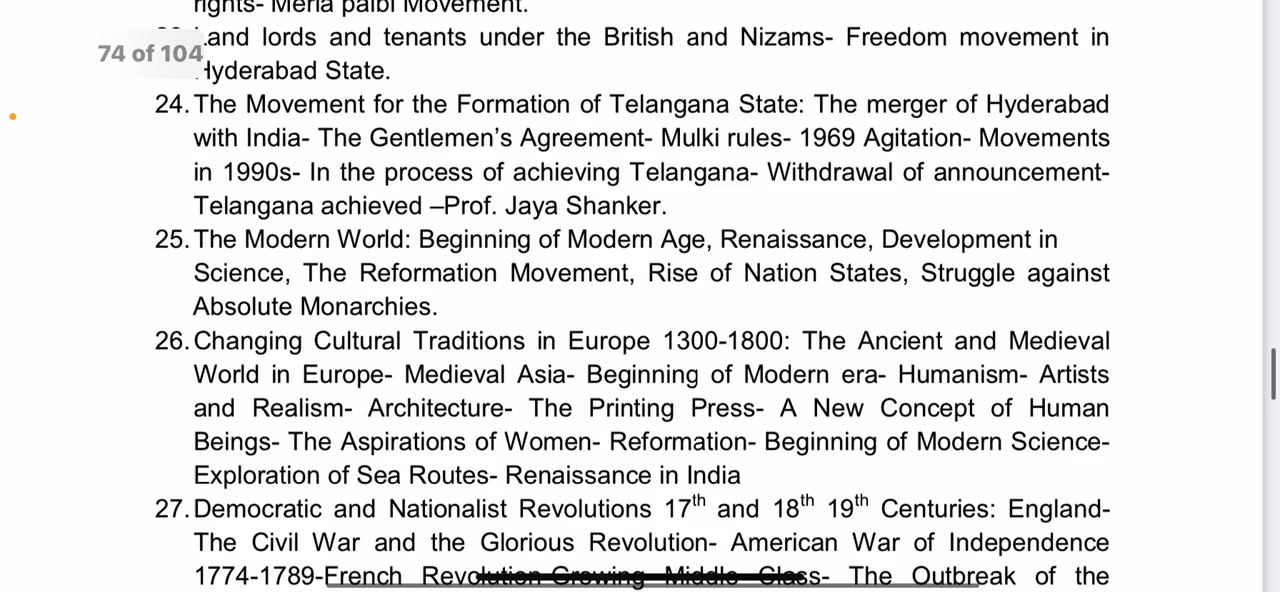 rights- Meria paibi Movement.
74 of 104
and lords and tenants under the British and Nizams- Freedom movement in
Hyderabad State.
24. The Movement for the Formation of Telangana State: The merger of Hyderabad
with India- The Gentlemen’s Agreement- Mulki rules- 1969 Agitation- Movements
in 1990s- In the process of achieving Telangana- Withdrawal of announcement-
Telangana achieved –Prof. Jaya Shanker.
25. The Modern World: Beginning of Modern Age, Renaissance, Development in
Science, The Reformation Movement, Rise of Nation States, Struggle against
Absolute Monarchies.
26. Changing Cultural Traditions in Europe 1300-1800: The Ancient and Medieval
World in Europe- Medieval Asia- Beginning of Modern era- Humanism- Artists
and Realism- Architecture- The Printing Press- A New Concept of Human
Beings- The Aspirations of Women- Reformation- Beginning of Modern Science-
Exploration of Sea Routes- Renaissance in India
27. Democratic and Nationalist Revolutions 17th and 18th 19th Centuries: England-
The Civil War and the Glorious Revolution- American War of Independence
1774-1789-French Revolution-Growing Middle Class- The Outbreak of the